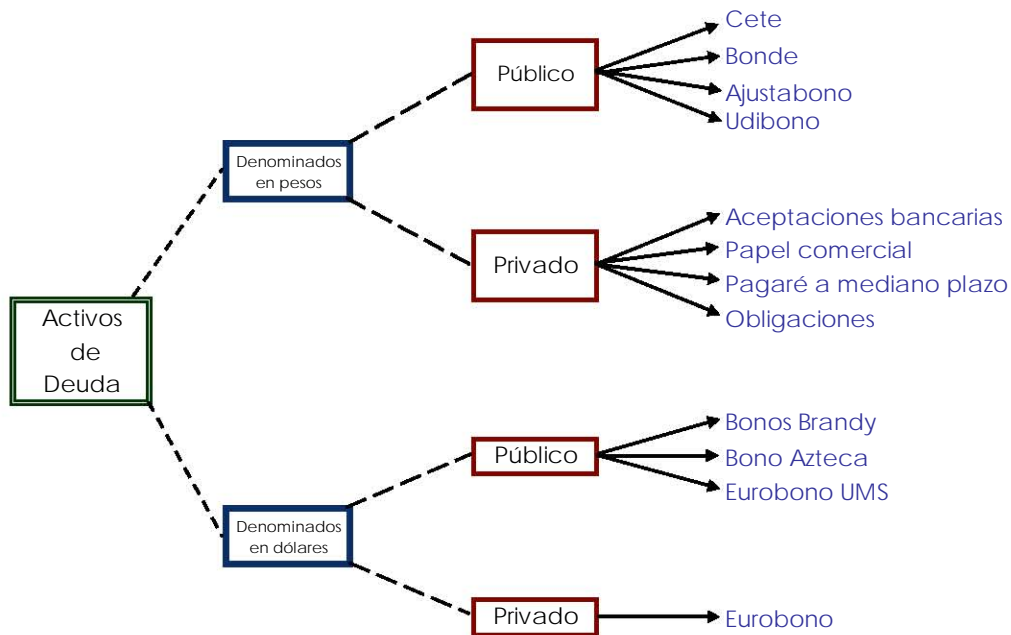 Activos
de
Deuda
Denominados
en pesos
Público
Cete
Bonde
Ajustabono
Udibono
Privado
Aceptaciones bancarias
Papel comercial
Pagaré a mediano plazo
Obligaciones
Denominados
en dólares
Público
Bonos Brandy
Bono Azteca
Eurobono UMS
Privado
Eurobono